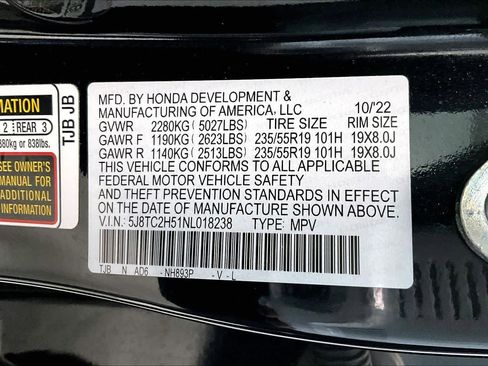 MATION
2 REAR 3
380kg or 838lbs.
SEE OWNER'S
MANUAL FOR
ADDITIONAL
INFORMATION
TJB JB
MFD. BY HONDA DEVELOPMENT &
MANUFACTURING OF AMERICA, LLC 10/'22
GVWR 2280KG(5027LBS) TIRE SIZE RIM SIZE
GAWR F 1190KG(2623LBS) 235/55R19 101H 19X8.0J
GAWR R 1140KG(2513LBS) 235/55R19 101H 19X8.0J
THIS VEHICLE CONFORMS TO ALL APPLICABLE
FEDERAL MOTOR VEHICLE SAFETY
AND THEFT PREVENTION STANDARDS IN EFFECT
ON THE DATE OF MANUFACTURE SHOWN ABOVE.
V.I.N.: 5J8TC2H51NL018238 TYPE: MPV
TJB N AD6 -NH893P -V-L